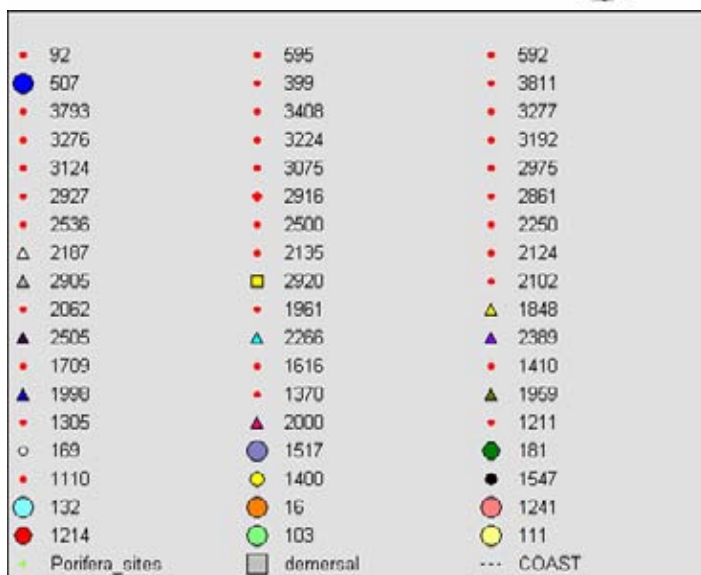 92 595 592
507 399 3811
3793 3408 3277
3276 3224 3192
3124 3075 2975
2927 2916 2861
2536 2500 2250
2187 2135 2124
2905 2920 2102
2062 1961 1848
2505 2266 2389
1709 1616 1410
1998 1370 1959
1305 2000 1211
169 1517 181
1110 1400 1547
132 16 1241
1214 103 111
Porifera_sites demersal COAST